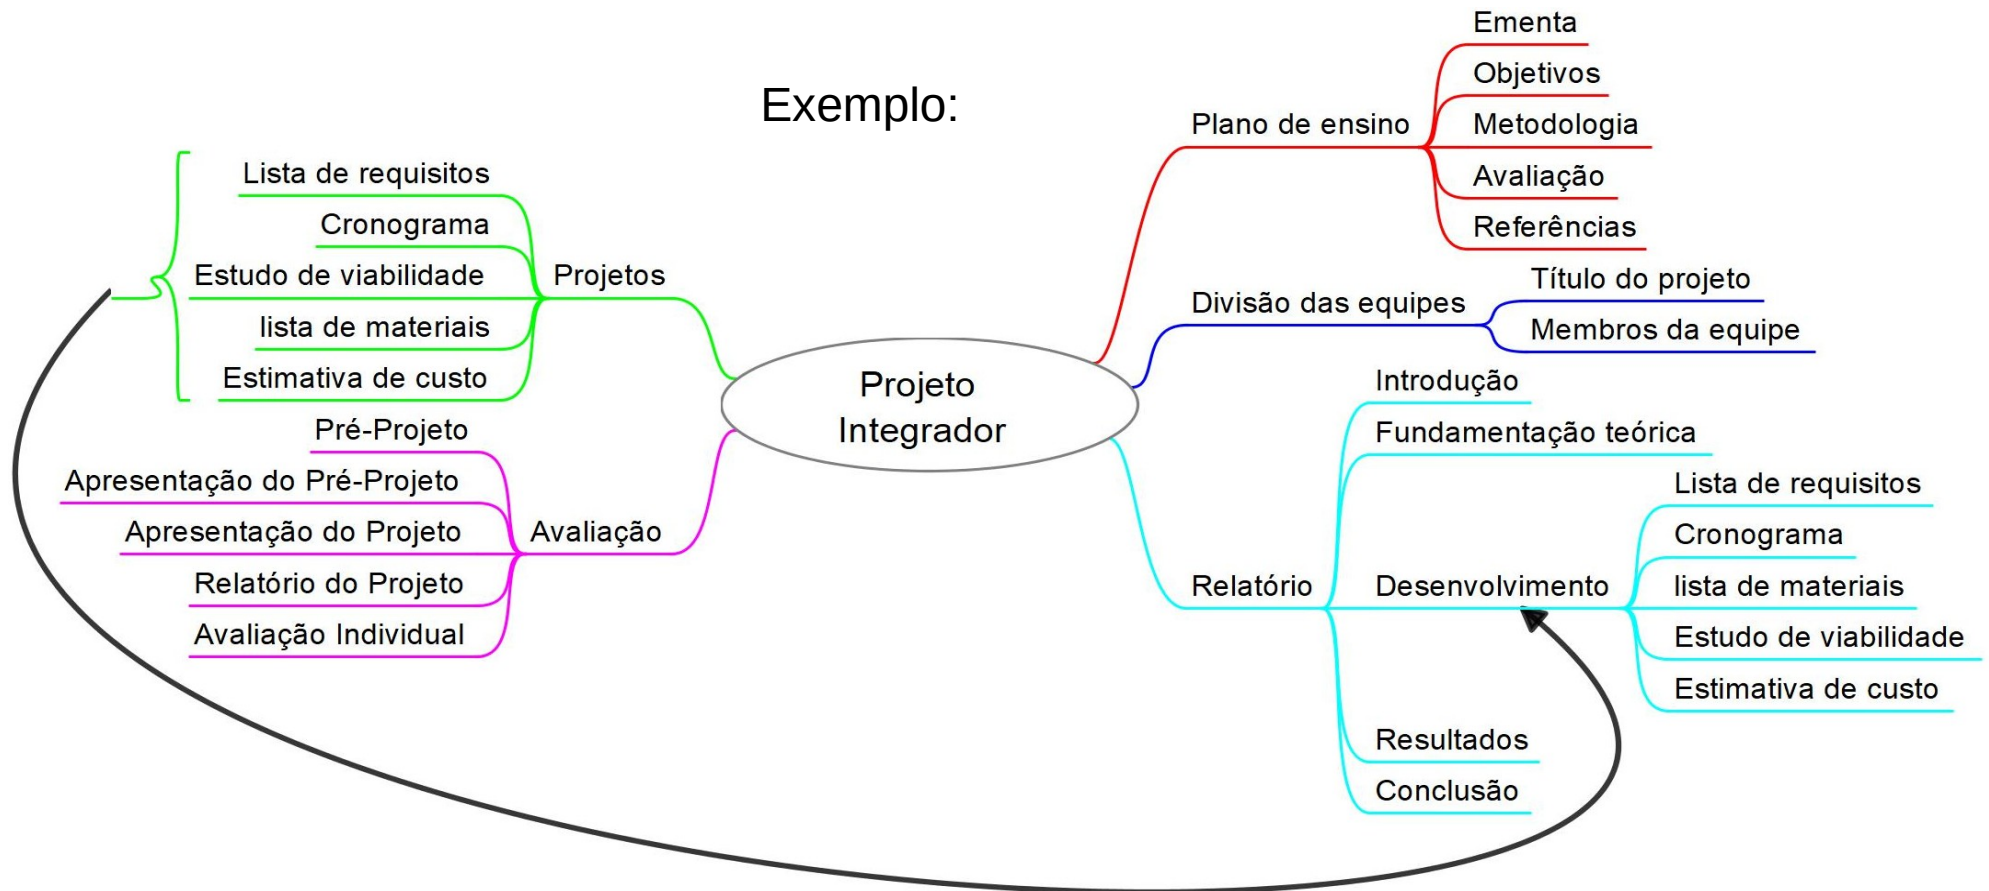 Exemplo:
Projeto
Integrador
Plano de ensino
Ementa
Objetivos
Metodologia
Avaliação
Referências
Divisão das equipes
Título do projeto
Membros da equipe
Relatório
Introdução
Fundamentação teórica
Desenvolvimento
Lista de requisitos
Cronograma
lista de materiais
Estudo de viabilidade
Estimativa de custo
Resultados
Conclusão
Projetos
Lista de requisitos
Cronograma
Estudo de viabilidade
lista de materiais
Estimativa de custo
Avaliação
Pré-Projeto
Apresentação do Pré-Projeto
Apresentação do Projeto
Relatório do Projeto
Avaliação Individual